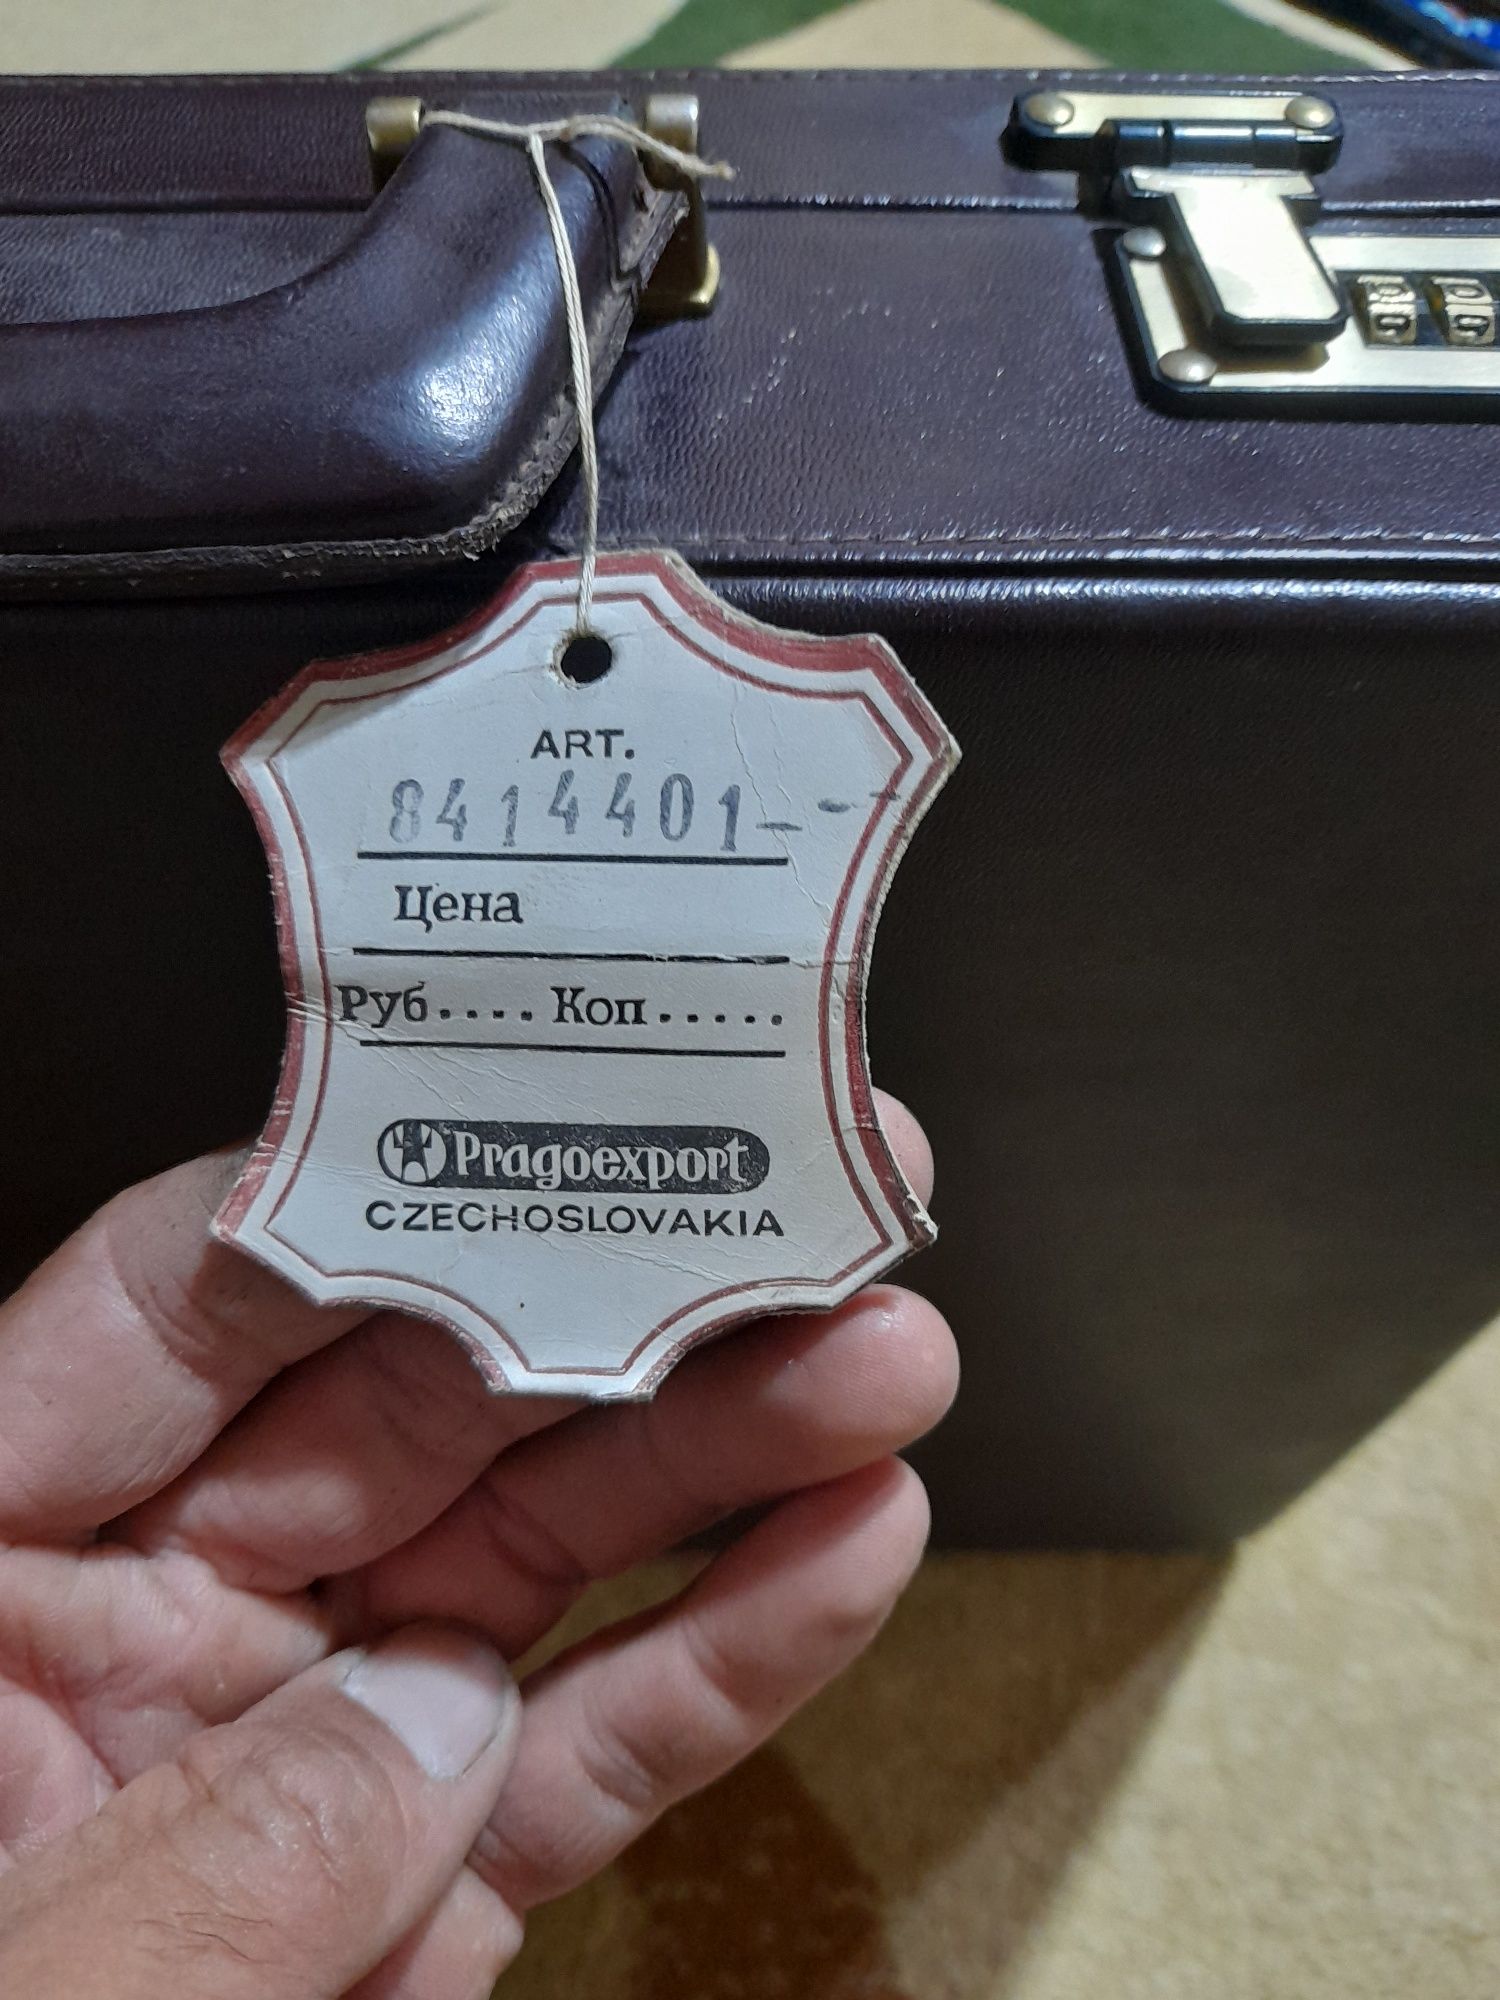 ART.
8414401---
Цена
Руб.... Коп.....
Pragoexport
CZECHOSLOVAKIA